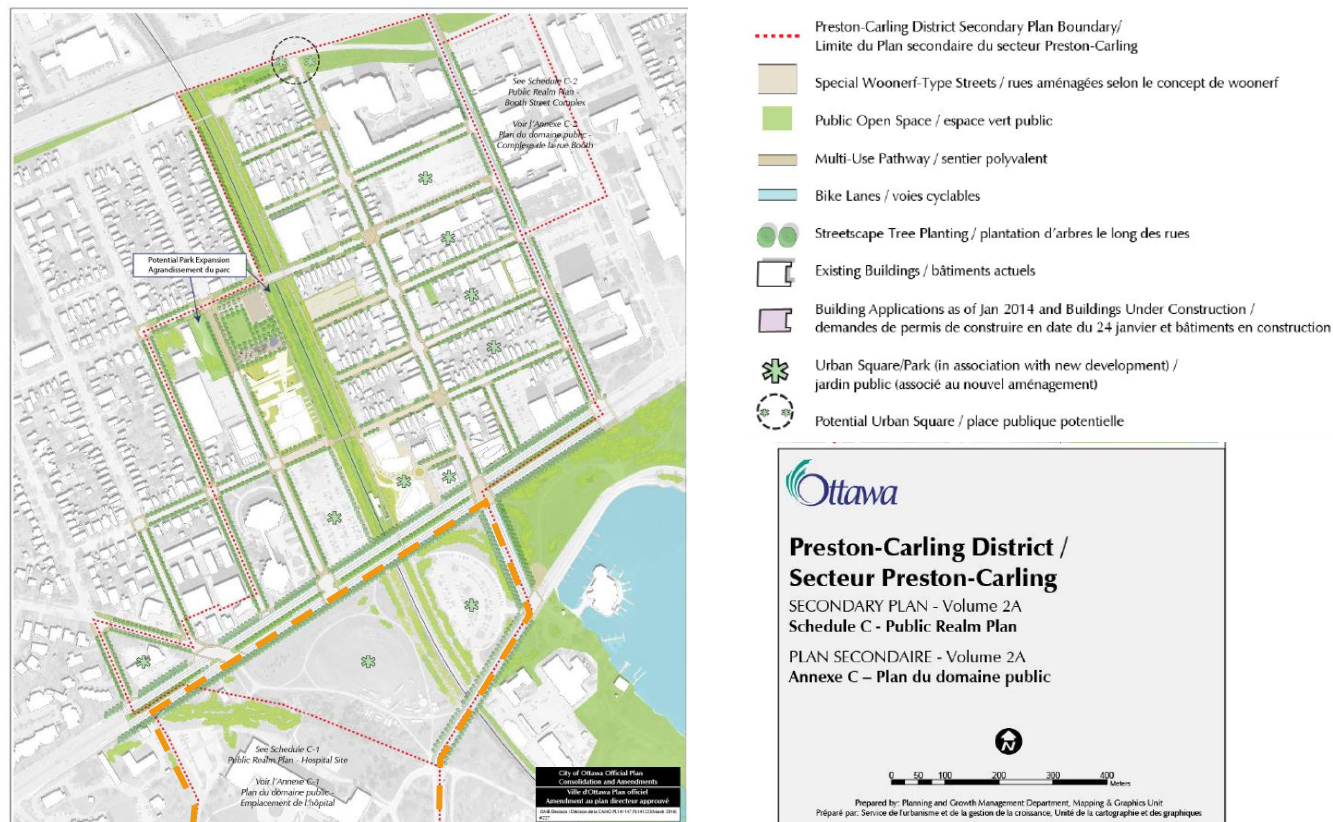 See Schedule C-2
Public Realm Plan -
Booth Street Complex
Voir l'Annexe C-2
Plan du domaine public -
Complexe de la rue Booth
Potential Park Expansion
Agrandissement du parc
See Schedule C-1
Public Realm Plan - Hospital Site
Voir l'Annexe C-1
Plan du domaine public -
Emplacement de l'hôpital
City of Ottawa Official Plan
Consolidation and Amendments
Ville d'Ottawa Plan officiel
Amendment au plan directeur approuvé
Preston-Carling District Secondary Plan Boundary/
Limite du Plan secondaire du secteur Preston-Carling
Special Woonerf-Type Streets / rues aménagées selon le concept de woonerf
Public Open Space / espace vert public
Multi-Use Pathway / sentier polyvalent
Bike Lanes / voies cyclables
Streetscape Tree Planting / plantation d'arbres le long des rues
Existing Buildings / bâtiments actuels
Building Applications as of Jan 2014 and Buildings Under Construction /
demandes de permis de construire en date du 24 janvier et bâtiments en construction
Urban Square/Park (in association with new development) /
jardin public (associé au nouvel aménagement)
Potential Urban Square / place publique potentielle
Ottawa
Preston-Carling District /
Secteur Preston-Carling
SECONDARY PLAN - Volume 2A
Schedule C - Public Realm Plan
PLAN SECONDAIRE - Volume 2A
Annexe C – Plan du domaine public
N
0 50 100 200 300 400
Meters
Prepared by: Planning and Growth Management Department, Mapping & Graphics Unit
Préparé par: Service de l'urbanisme et de la gestion de la croissance, Unité de la cartographie et des graphiques